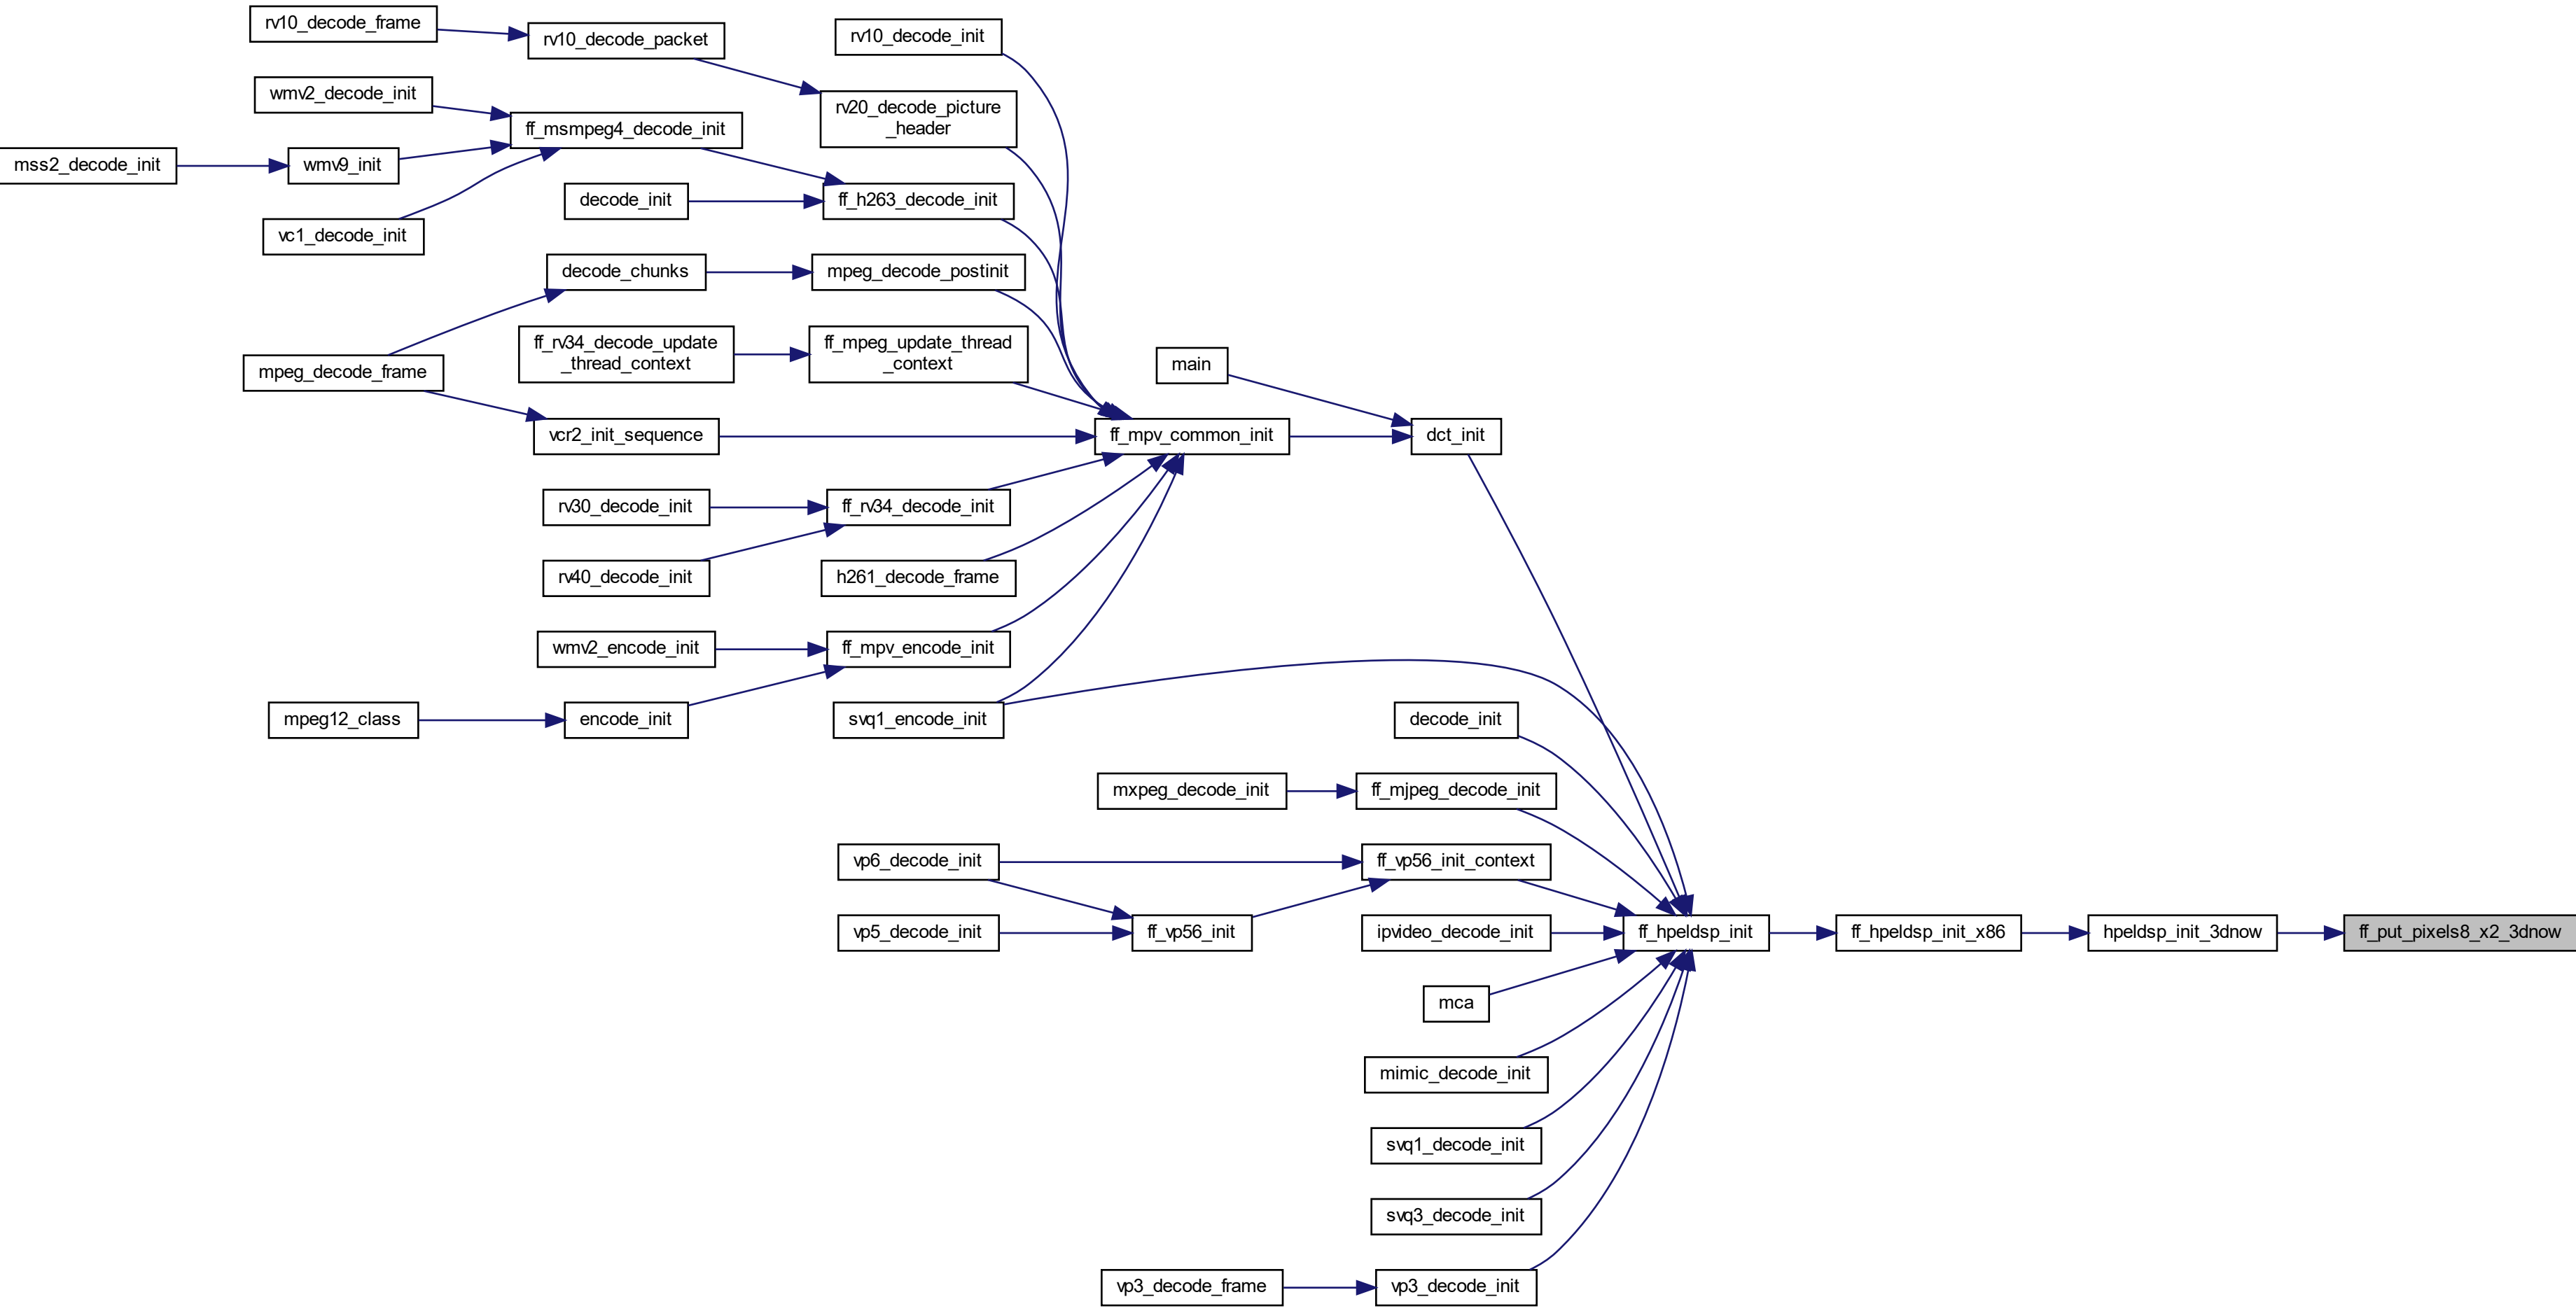 rv10_decode_frame
rv10_decode_packet
rv10_decode_init
wmv2_decode_init
rv20_decode_picture
_header
ff_msmpeg4_decode_init
mss2_decode_init
wmv9_init
decode_init
ff_h263_decode_init
vc1_decode_init
decode_chunks
mpeg_decode_postinit
ff_rv34_decode_update
_thread_context
ff_mpeg_update_thread
_context
main
mpeg_decode_frame
vcr2_init_sequence
ff_mpv_common_init
dct_init
rv30_decode_init
ff_rv34_decode_init
rv40_decode_init
h261_decode_frame
wmv2_encode_init
ff_mpv_encode_init
mpeg12_class
encode_init
svq1_encode_init
decode_init
mxpeg_decode_init
ff_mjpeg_decode_init
vp6_decode_init
ff_vp56_init_context
vp5_decode_init
ff_vp56_init
ipvideo_decode_init
ff_hpeldsp_init
ff_hpeldsp_init_x86
hpeldsp_init_3dnow
ff_put_pixels8_x2_3dnow
mca
mimic_decode_init
svq1_decode_init
svq3_decode_init
vp3_decode_frame
vp3_decode_init